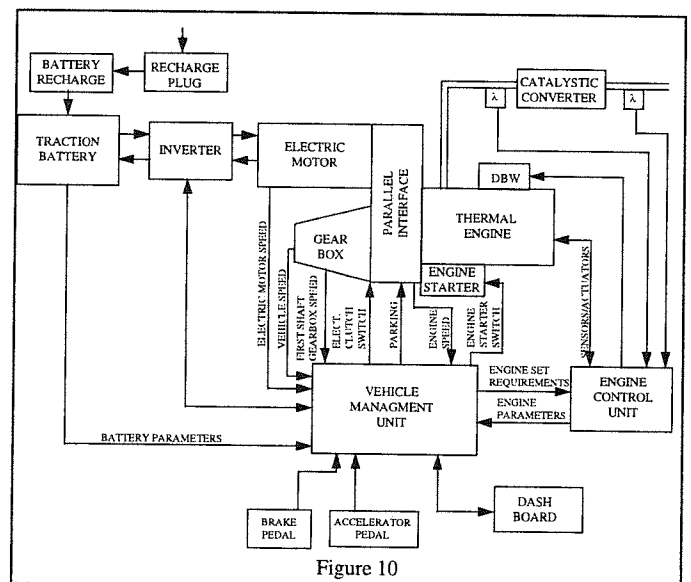 BATTERY
RECHARGE
RECHARGE
PLUG
CATALYSTIC
CONVERTER
λ
λ
TRACTION
BATTERY
INVERTER
ELECTRIC
MOTOR
PARALLEL
INTERFACE
DBW
THERMAL
ENGINE
GEAR
BOX
ENGINE
STARTER
ELECTRIC MOTOR SPEED
VEHICLE SPEED
FIRST SHAFT
GEARBOX SPEED
ELECT.
CLUTCH
SWITCH
PARKING
ENGINE
SPEED
ENGINE
STARTER
SWITCH
SENSORS/ACTUATORS
VEHICLE
MANAGMENT
UNIT
ENGINE SET
REQUIREMENTS
ENGINE
PARAMETERS
ENGINE
CONTROL
UNIT
BATTERY PARAMETERS
BRAKE
PEDAL
ACCELERATOR
PEDAL
DASH
BOARD
Figure 10